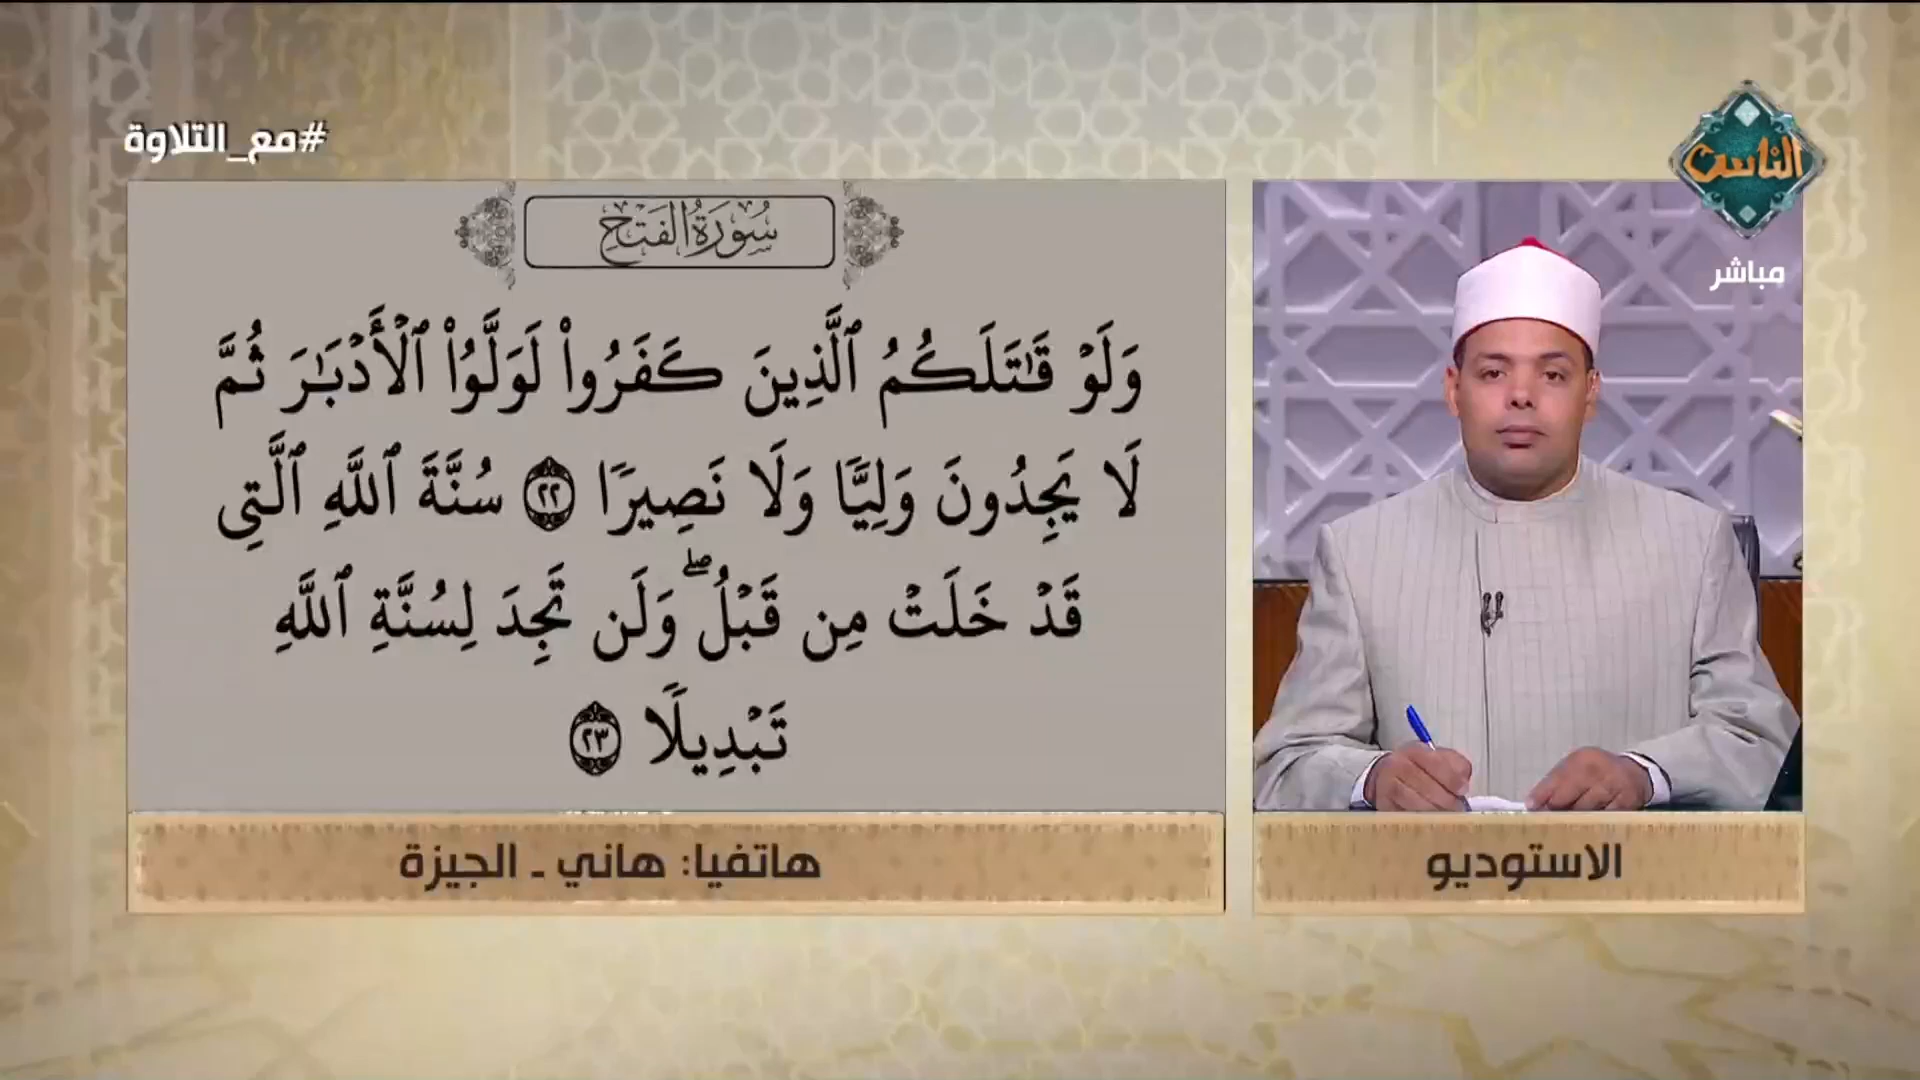 #مع_التلاوة
الناس
مباشر
سُورَةُ الفَتْحِ
وَلَوۡ قَٰتَلَكُمُ ٱلَّذِينَ كَفَرُواْ لَوَلَّوُاْ ٱلۡأَدۡبَٰرَ ثُمَّ
لَا يَجِدُونَ وَلِيّٗا وَلَا نَصِيرٗا ٢٢ سُنَّةَ ٱللَّهِ ٱلَّتِي
قَدۡ خَلَتۡ مِن قَبۡلُۖ وَلَن تَجِدَ لِسُنَّةِ ٱللَّهِ
تَبۡدِيلٗا ٢٣
هاتفيا: هاني - الجيزة
الاستوديو